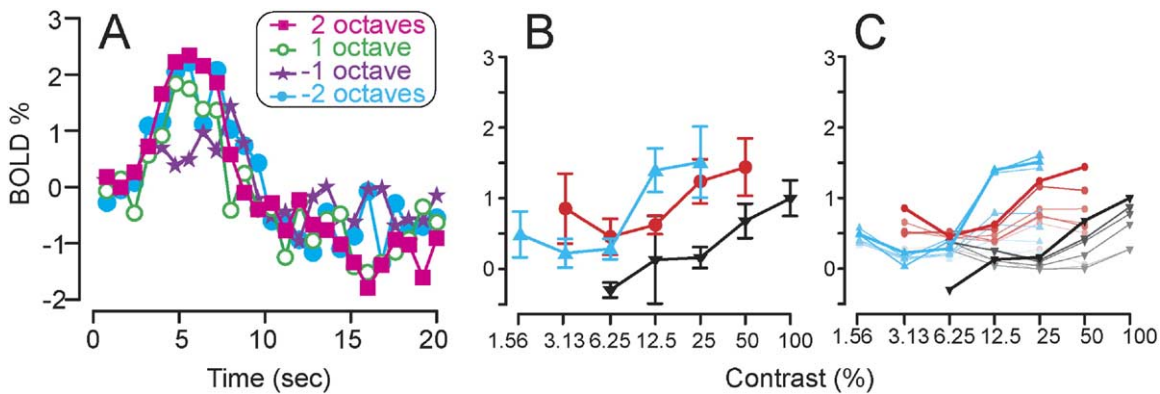 A
2 octaves
1 octave
-1 octave
-2 octaves
BOLD %
3
2
1
0
-1
-2
0 5 10 15 20
Time (sec)
B
2
1
0
1.56 3.13 6.25 12.5 25 50 100
C
2
1
0
1.56 3.13 6.25 12.5 25 50 100
Contrast (%)